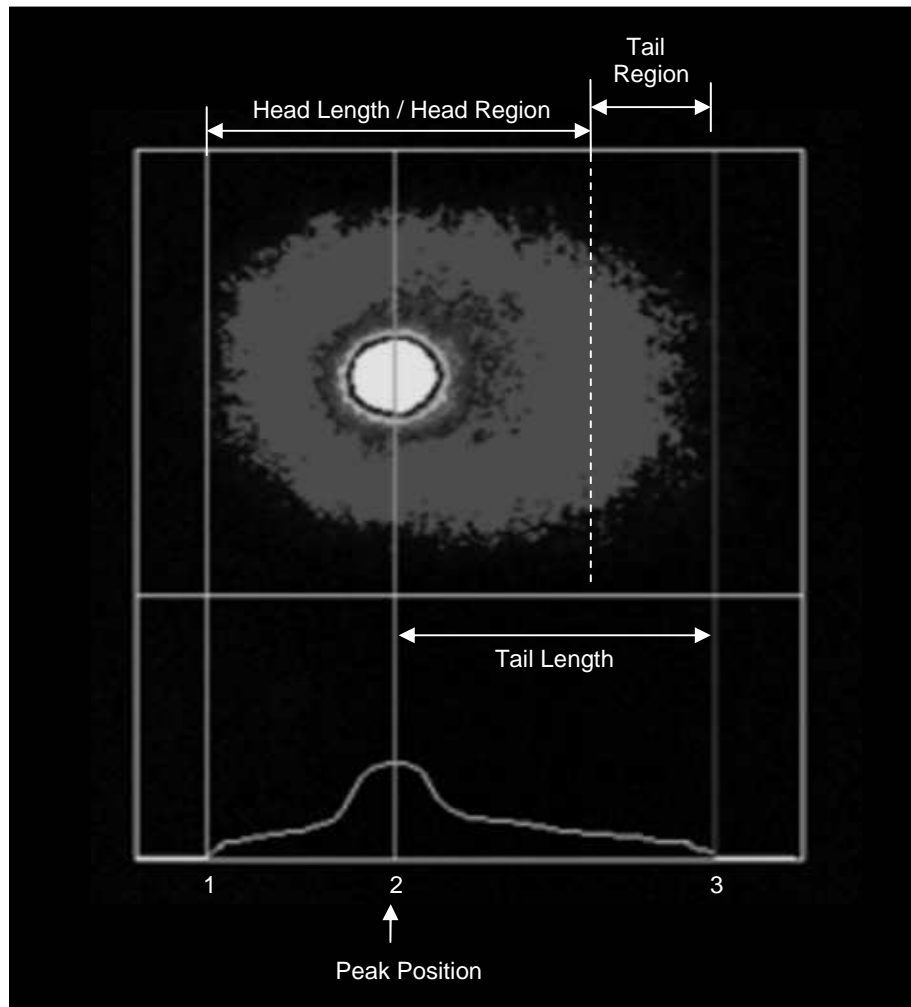 Tail
Region
Head Length / Head Region
Tail Length
1
2
3
Peak Position